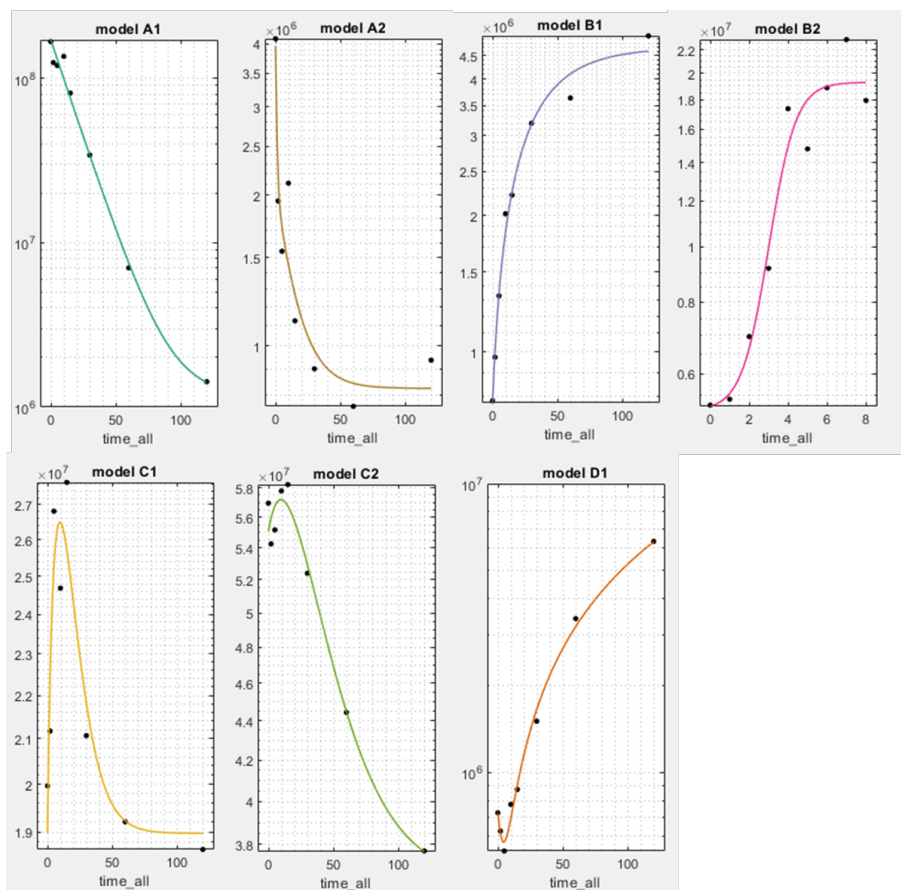 model A1
10^8
10^7
10^6
0 50 100
time_all
×10^6
model A2
4
3.5
3
2.5
2
1.5
1
0 50 100
time_all
×10^6
model B1
4.5
4
3.5
3
2.5
2
1.5
1
0 50 100
time_all
×10^7
model B2
2.2
2
1.8
1.6
1.4
1.2
1
0.8
0.6
0 2 4 6 8
time_all
×10^7
model C1
2.7
2.6
2.5
2.4
2.3
2.2
2.1
2
1.9
0 50 100
time_all
×10^7
model C2
5.8
5.6
5.4
5.2
5
4.8
4.6
4.4
4.2
4
3.8
0 50 100
time_all
model D1
10^7
10^6
0 50 100
time_all